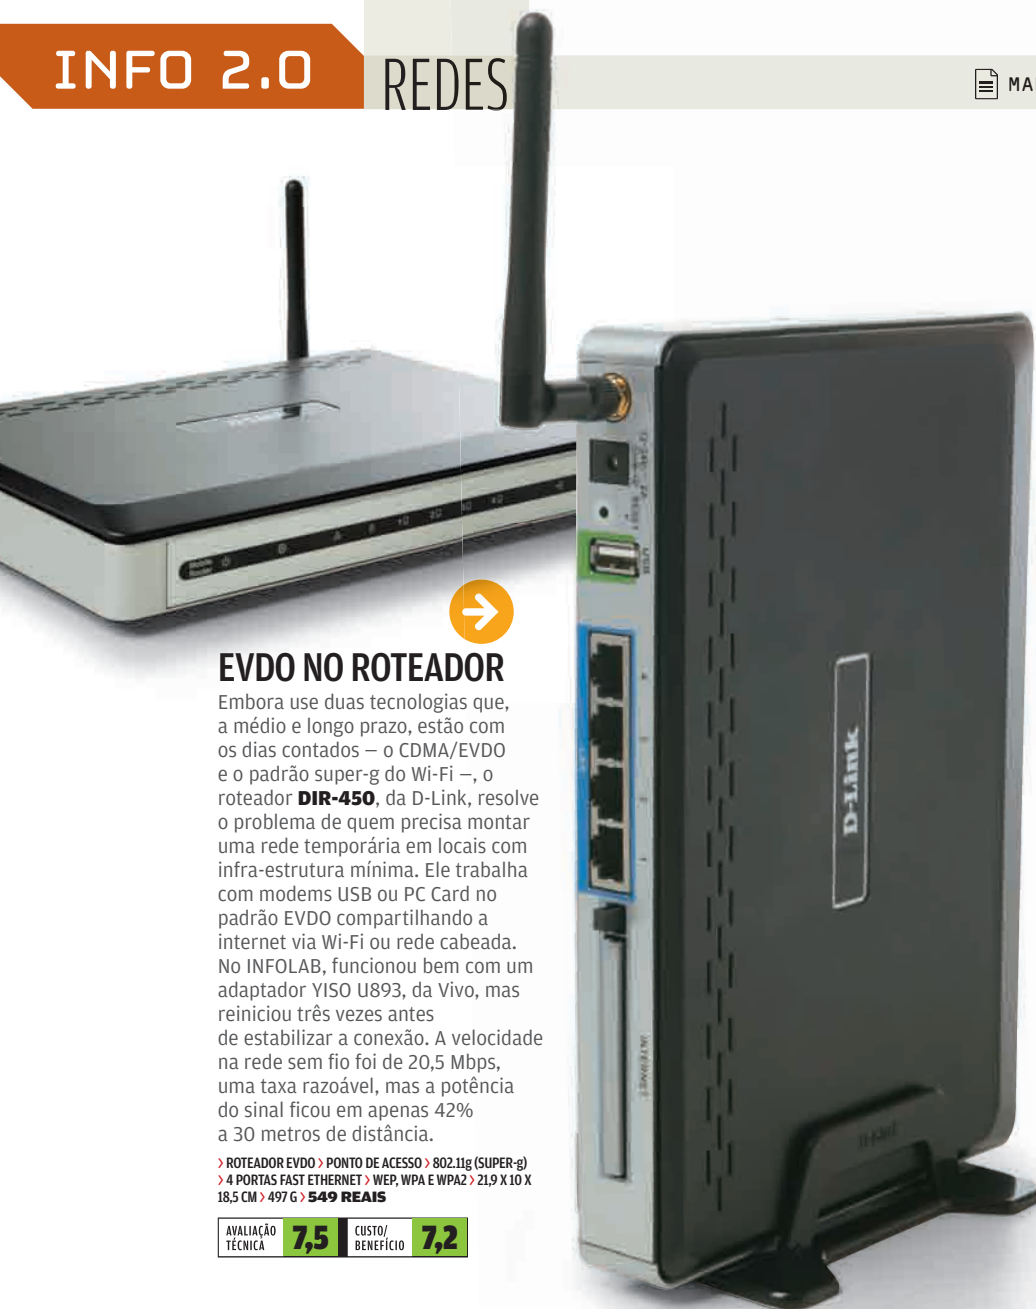 INFO 2.0
REDES
MA
EVDO NO ROTEADOR
Embora use duas tecnologias que,
a médio e longo prazo, estão com
os dias contados — o CDMA/EVDO
e o padrão super-g do Wi-Fi —, o
roteador DIR-450, da D-Link, resolve
o problema de quem precisa montar
uma rede temporária em locais com
infra-estrutura mínima. Ele trabalha
com modems USB ou PC Card no
padrão EVDO compartilhando a
internet via Wi-Fi ou rede cabeada.
No INFOLAB, funcionou bem com um
adaptador YISO U893, da Vivo, mas
reiniciou três vezes antes
de estabilizar a conexão. A velocidade
na rede sem fio foi de 20,5 Mbps,
uma taxa razoável, mas a potência
do sinal ficou em apenas 42%
a 30 metros de distância.
› ROTEADOR EVDO › PONTO DE ACESSO › 802.11g (SUPER-g)
› 4 PORTAS FAST ETHERNET › WEP, WPA E WPA2 › 21,9 X 10 X
18,5 CM › 497 G › 549 REAIS
AVALIAÇÃO
TÉCNICA
7,5
CUSTO/
BENEFÍCIO
7,2
USB
INTERNET
D-Link